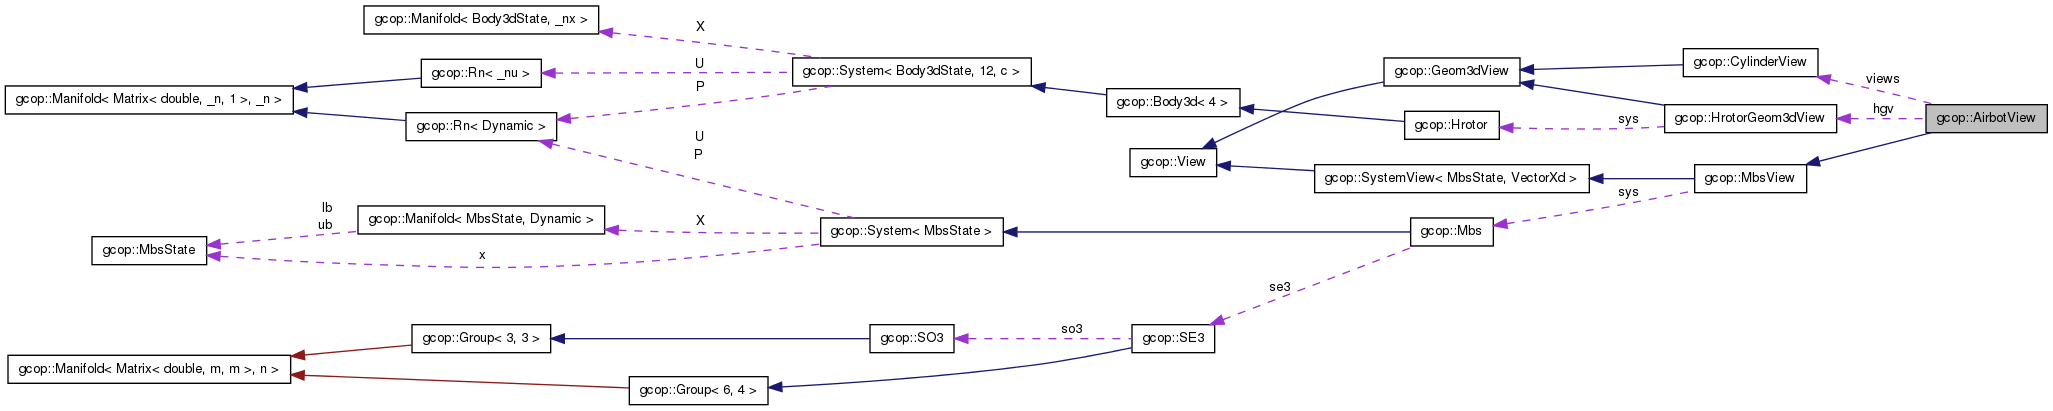 gcop::Manifold< Body3dState, _nx >
X
gcop::Rn< _nu >
U
gcop::System< Body3dState, 12, c >
gcop::Geom3dView
gcop::CylinderView
views
gcop::Manifold< Matrix< double, _n, 1 >, _n >
P
gcop::Body3d< 4 >
hgv
gcop::Rn< Dynamic >
gcop::Hrotor
sys
gcop::HrotorGeom3dView
gcop::AirbotView
U
P
gcop::View
gcop::SystemView< MbsState, VectorXd >
gcop::MbsView
sys
lb
ub
gcop::Manifold< MbsState, Dynamic >
X
gcop::System< MbsState >
gcop::Mbs
gcop::MbsState
x
se3
gcop::Group< 3, 3 >
gcop::SO3
so3
gcop::SE3
gcop::Manifold< Matrix< double, m, m >, n >
gcop::Group< 6, 4 >